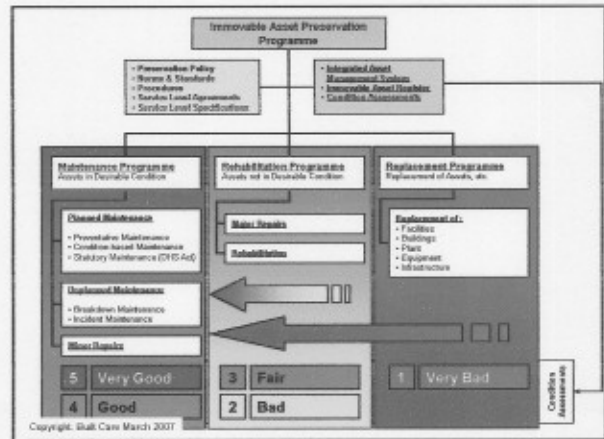 Immovable Asset Preservation
Programme
• Preservation Policy
• Norms & Standards
• Procedures
• Service Level Agreements
• Service Level Specifications
• Integrated Asset
Management System
• Immovable Asset Register
• Condition Assessments
Maintenance Programme
Assets in Desirable Condition
Planned Maintenance
• Preventative Maintenance
• Condition-based Maintenance
• Statutory Maintenance (OHS Act)
Unplanned Maintenance
• Breakdown Maintenance
• Incident Maintenance
Minor Repairs
5 Very Good
4 Good
Rehabilitation Programme
Assets not in Desirable Condition
Major Repairs
Rehabilitation
3 Fair
2 Bad
Replacement Programme
Replacement of Assets, etc.
Replacement of :
• Facilities
• Buildings
• Plant
• Equipment
• Infrastructure
1 Very Bad
Condition
Assessments
Copyright: Built Care March 2007